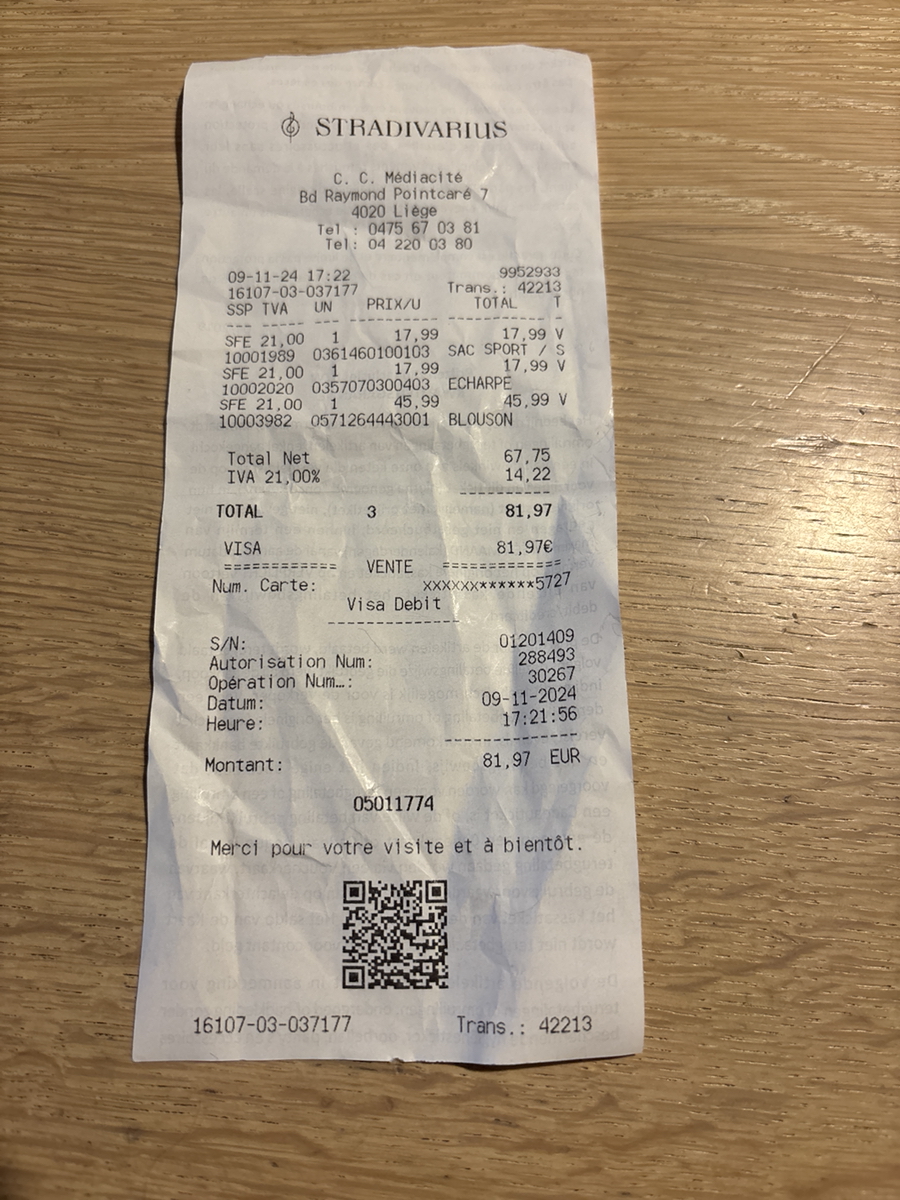 STRADIVARIUS
C. C. Médiacité
Bd Raymond Pointcaré 7
4020 Liège
Tel : 0475 67 03 81
Tel: 04 220 03 80
09-11-24 17:22 9952933
16107-03-037177 Trans.: 42213
SSP TVA UN PRIX/U TOTAL T
--- ----- --- ---------- ---------- -
SFE 21,00 1 17,99 17,99 V
10001989 0361460100103 SAC SPORT / S
SFE 21,00 1 17,99 17,99 V
10002020 0357070300403 ECHARPE
SFE 21,00 1 45,99 45,99 V
10003982 0571264443001 BLOUSON
Total Net 67,75
IVA 21,00% 14,22
----------
TOTAL 3 81,97
VISA 81,97€
============ VENTE =============
Num. Carte: XXXXXX******5727
Visa Debit
--------------
S/N: 01201409
Autorisation Num: 288493
Opération Num…: 30267
Datum: 09-11-2024
Heure: 17:21:56
--------------
Montant: 81,97 EUR
05011774
Merci pour votre visite et à bientôt.
16107-03-037177 Trans.: 42213